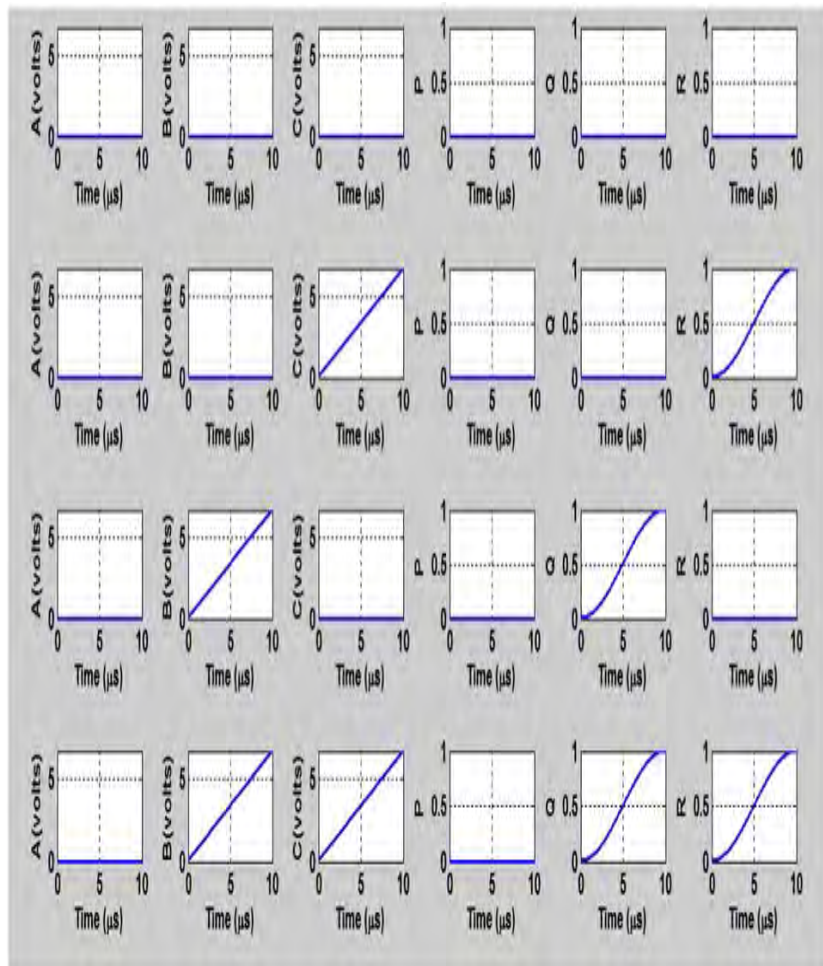 A(volts) 5 0 0 5 10 Time (μs)
B(volts) 5 0 0 5 10 Time (μs)
C(volts) 5 0 0 5 10 Time (μs)
P 1 0.5 0 0 5 10 Time (μs)
Q 1 0.5 0 0 5 10 Time (μs)
R 1 0.5 0 0 5 10 Time (μs)
A(volts) 5 0 0 5 10 Time (μs)
B(volts) 5 0 0 5 10 Time (μs)
C(volts) 5 0 0 5 10 Time (μs)
P 1 0.5 0 0 5 10 Time (μs)
Q 1 0.5 0 0 5 10 Time (μs)
R 1 0.5 0 0 5 10 Time (μs)
A(volts) 5 0 0 5 10 Time (μs)
B(volts) 5 0 0 5 10 Time (μs)
C(volts) 5 0 0 5 10 Time (μs)
P 1 0.5 0 0 5 10 Time (μs)
Q 1 0.5 0 0 5 10 Time (μs)
R 1 0.5 0 0 5 10 Time (μs)
A(volts) 5 0 0 5 10 Time (μs)
B(volts) 5 0 0 5 10 Time (μs)
C(volts) 5 0 0 5 10 Time (μs)
P 1 0.5 0 0 5 10 Time (μs)
Q 1 0.5 0 0 5 10 Time (μs)
R 1 0.5 0 0 5 10 Time (μs)